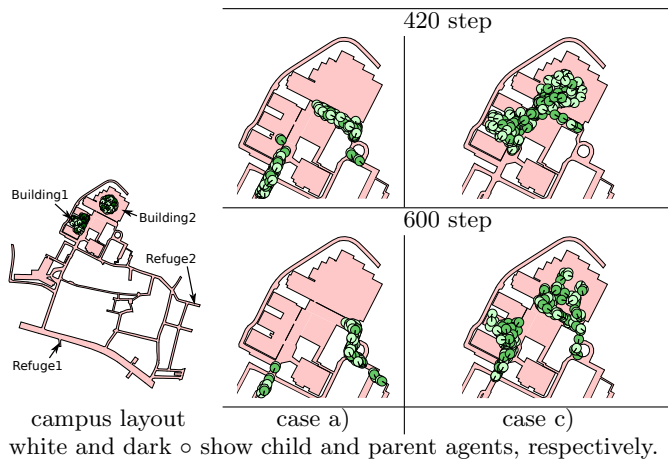 420 step
Building1
Building2
Refuge2
Refuge1
600 step
campus layout
case a)
case c)
white and dark ○ show child and parent agents, respectively.